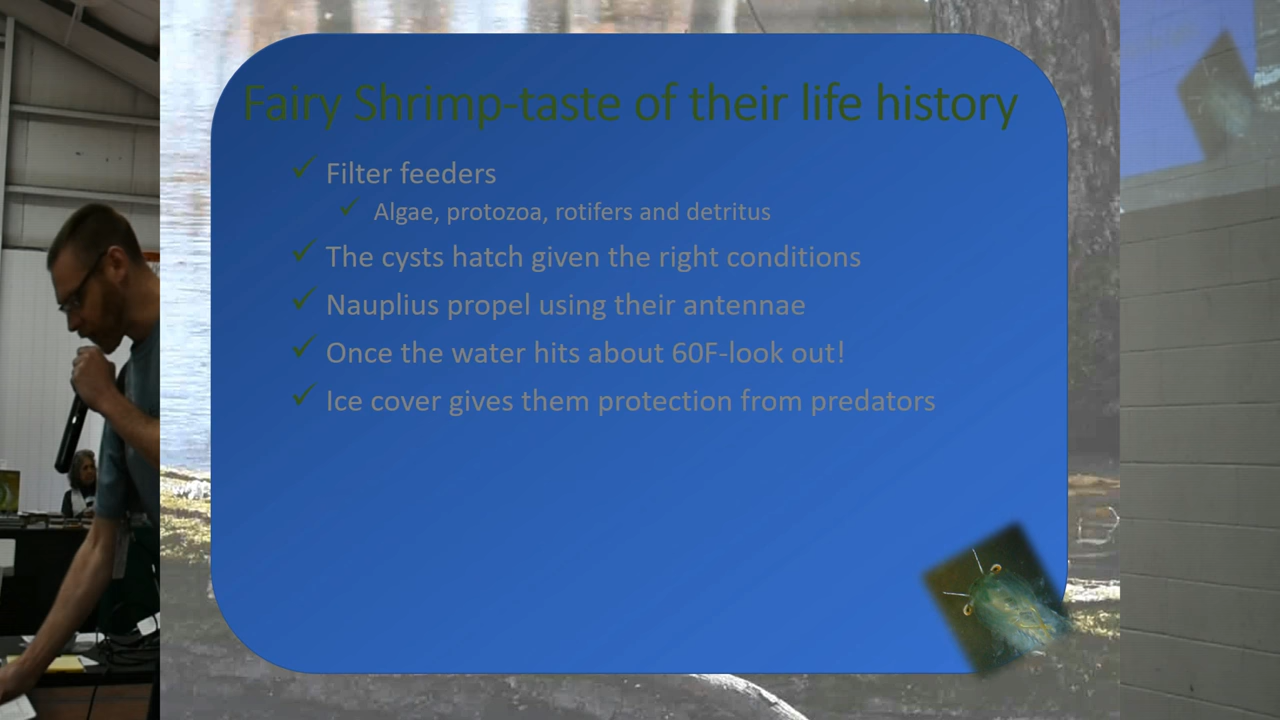 Fairy Shrimp-taste of their life history
Filter feeders
Algae, protozoa, rotifers and detritus
The cysts hatch given the right conditions
Nauplius propel using their antennae
Once the water hits about 60F-look out!
Ice cover gives them protection from predators